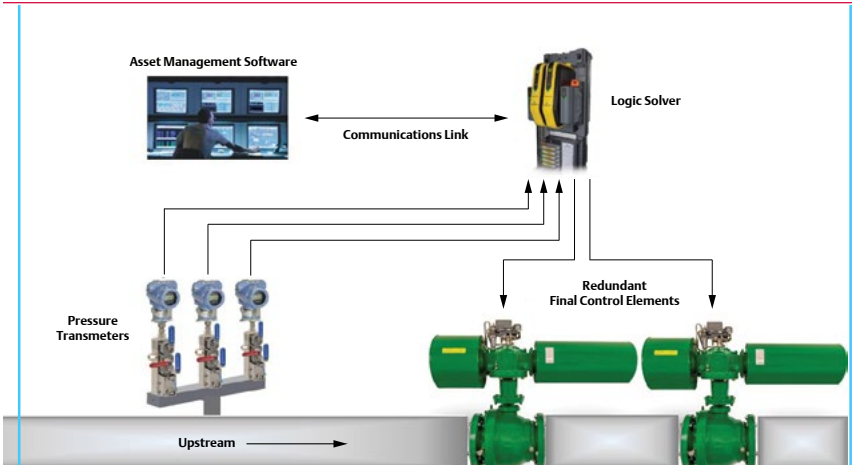 Asset Management Software
Logic Solver
Communications Link
Redundant
Final Control Elements
Pressure
Transmeters
Upstream